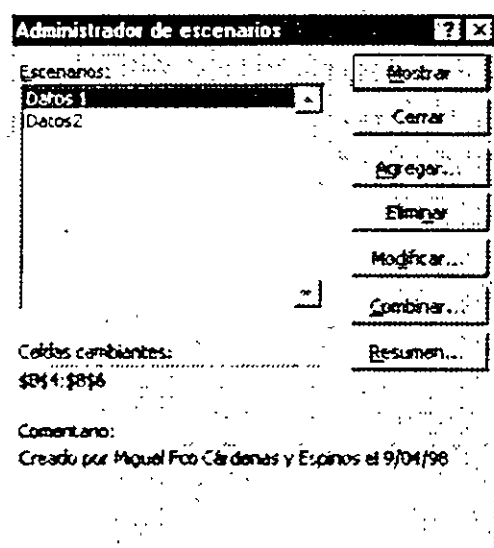 Administrador de escenarios
Escenarios:
Datos 1
Datos2
Mostrar
Cerrar
Agregar...
Eliminar
Modificar...
Combinar...
Resumen...
Celdas cambiantes:
$B$4:$B$6
Comentario:
Creado por Miguel Fco Cárdenas y Espinos el 9/04/98